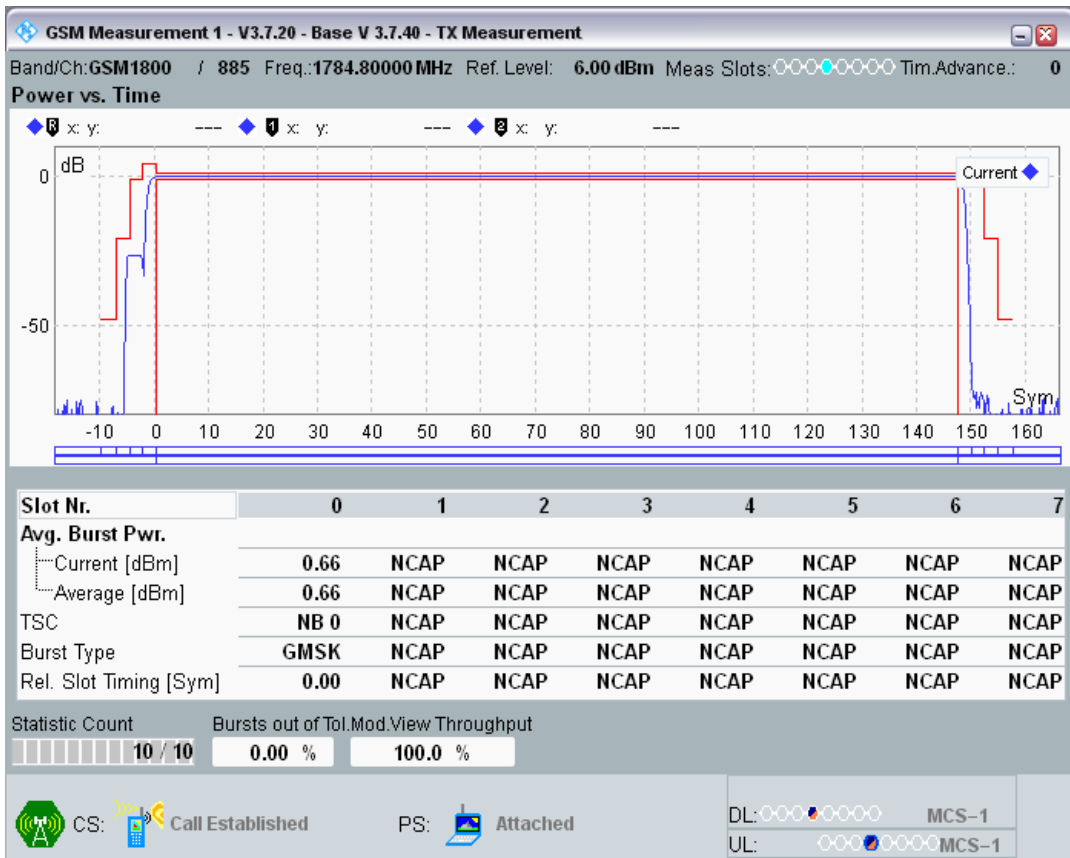 GSM Measurement 1 - V3.7.20 - Base V 3.7.40 - TX Measurement
Band/Ch:GSM1800 / 885 Freq.:1784.80000 MHz Ref. Level: 6.00 dBm Meas Slots: Tim.Advance.: 0
Power vs. Time
R x: y: --- 1 x: y: --- 2 x: y: ---
dB
Current
0
-50
Sym
-10 0 10 20 30 40 50 60 70 80 90 100 110 120 130 140 150 160
Slot Nr. 0 1 2 3 4 5 6 7
Avg. Burst Pwr.
Current [dBm] 0.66 NCAP NCAP NCAP NCAP NCAP NCAP NCAP
Average [dBm] 0.66 NCAP NCAP NCAP NCAP NCAP NCAP NCAP
TSC NB 0 NCAP NCAP NCAP NCAP NCAP NCAP NCAP
Burst Type GMSK NCAP NCAP NCAP NCAP NCAP NCAP NCAP
Rel. Slot Timing [Sym] 0.00 NCAP NCAP NCAP NCAP NCAP NCAP NCAP
Statistic Count Bursts out of Tol.Mod.View Throughput
10 / 10 0.00 % 100.0 %
CS: Call Established PS: Attached
DL: MCS-1
UL: MCS-1